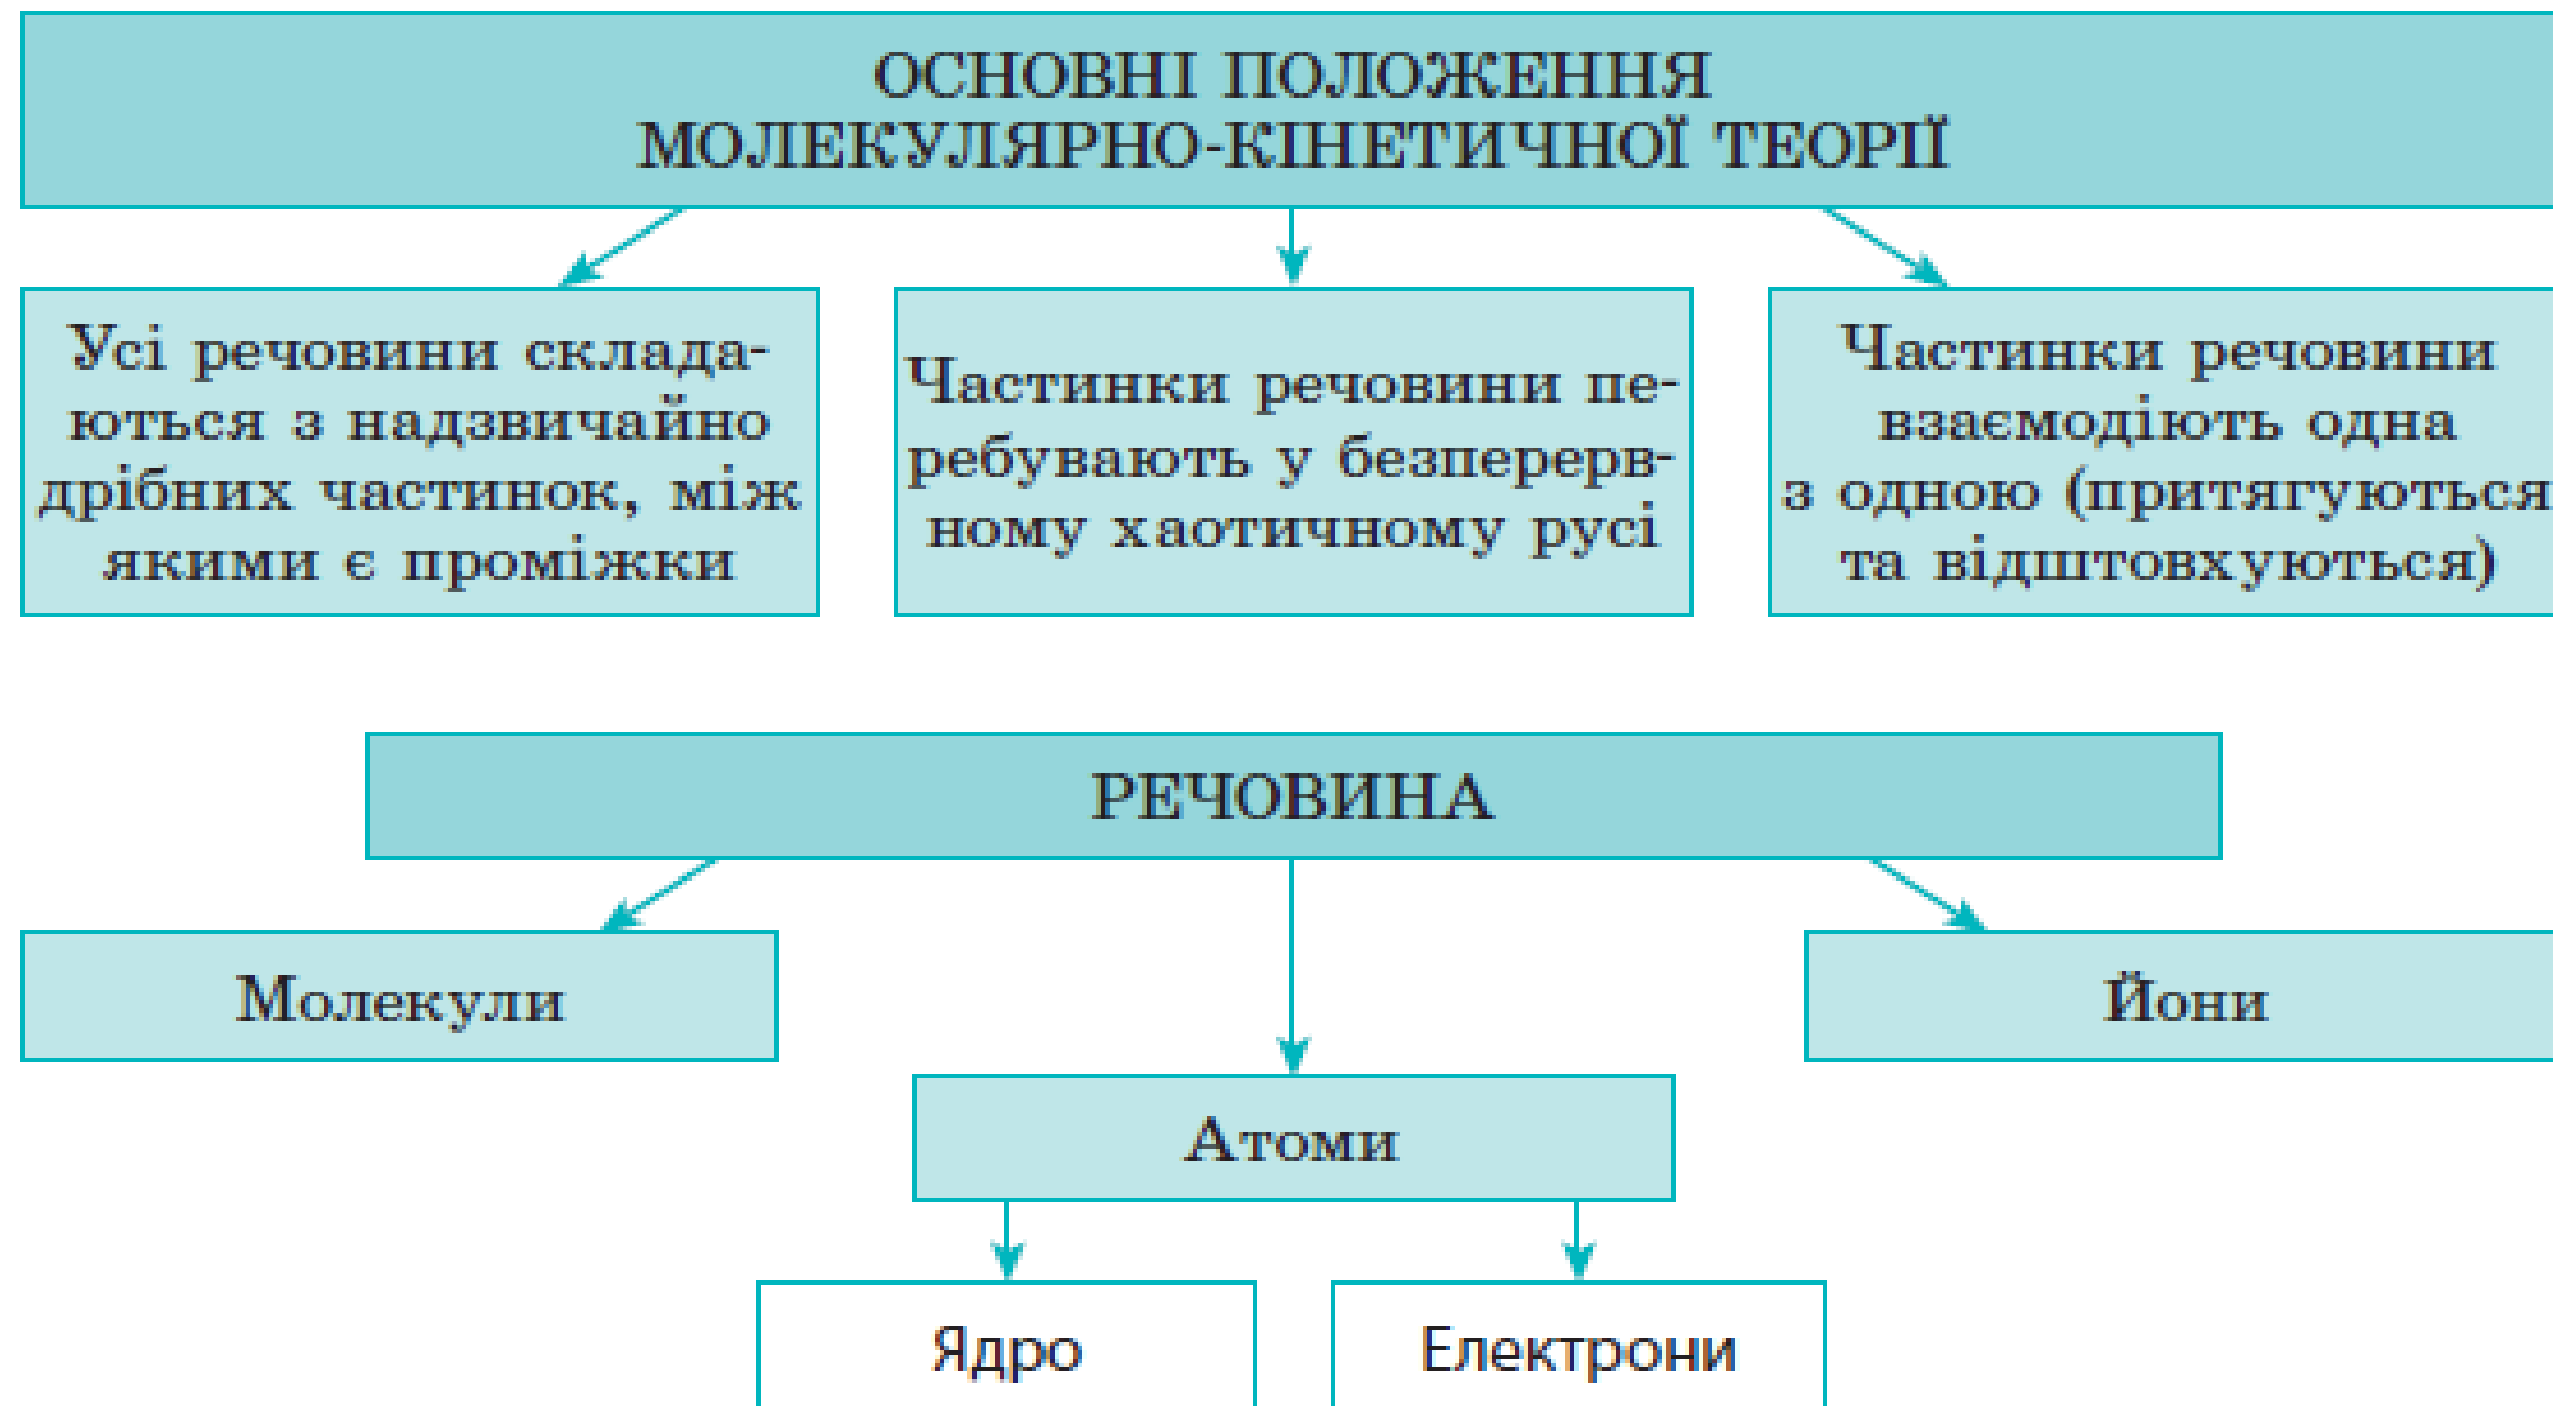 ОСНОВНІ ПОЛОЖЕННЯ
МОЛЕКУЛЯРНО-КІНЕТИЧНОЇ ТЕОРІЇ
Усі речовини склада-
ються з надзвичайно
дрібних частинок, між
якими є проміжки
Частинки речовини пе-
ребувають у безперерв-
ному хаотичному русі
Частинки речовини
взаємодіють одна
з одною (притягуються
та відштовхуються)
РЕЧОВИНА
Молекули
Йони
Атоми
Ядро
Електрони